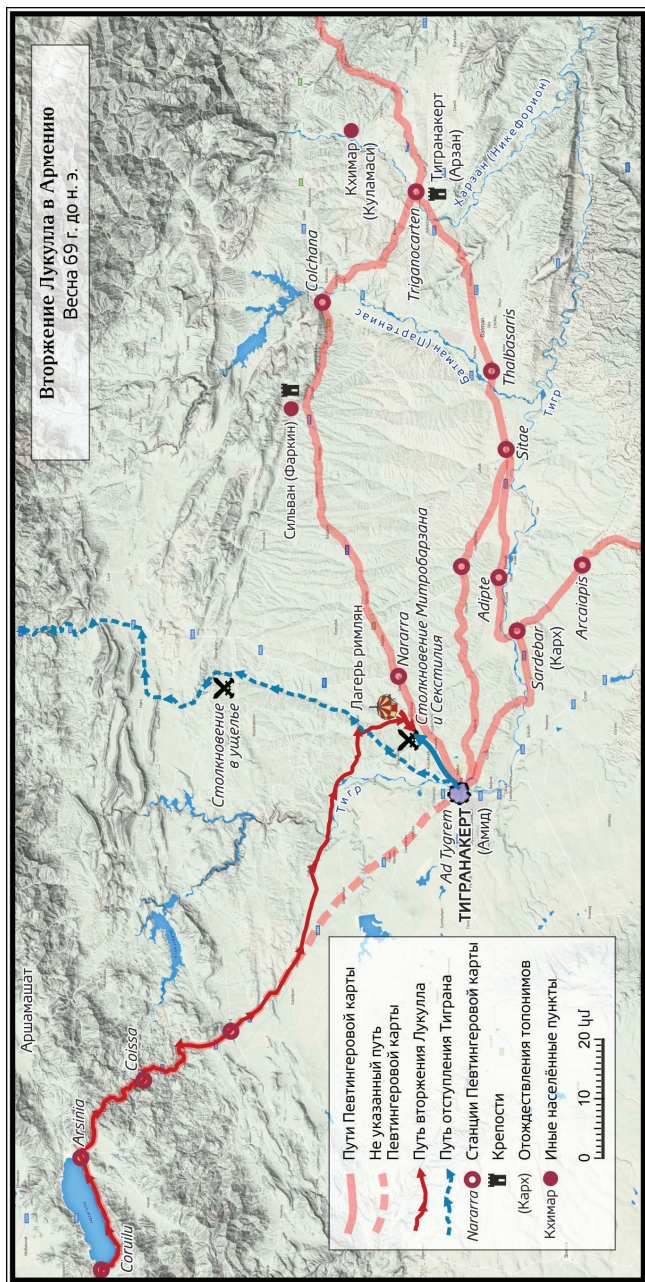 Вторжение Лукулла в Армению
Весна 69 г. до н. э.
Аршамашат
Coruilu
Arsinia
Coissa
Столкновение
в ущелье
Лагерь римлян
Nararra
Столкновение Митробарзана
и Секстилия
Тигр
Ad Tygrem
ТИГРАНАКЕРТ
(Амид)
Сильван (Фаркин)
Colchana
Кхимар
(Куламаси)
Triganocarten
Тигранакерт
(Арзан)
Харзан (Никефорион)
Батман (Партениас)
Thalbasaris
Тигр
Sitae
Adipte
Sardebar
(Карх)
Arcaiapis
Пути Певтингеровой карты
Не указанный путь
Певтингеровой карты
Путь вторжения Лукулла
Путь отступления Тиграна
Nararra Станции Певтингеровой карты
Крепости
(Карх) Отождествления топонимов
Кхимар Иные населённые пункты
0 10 20 կմ